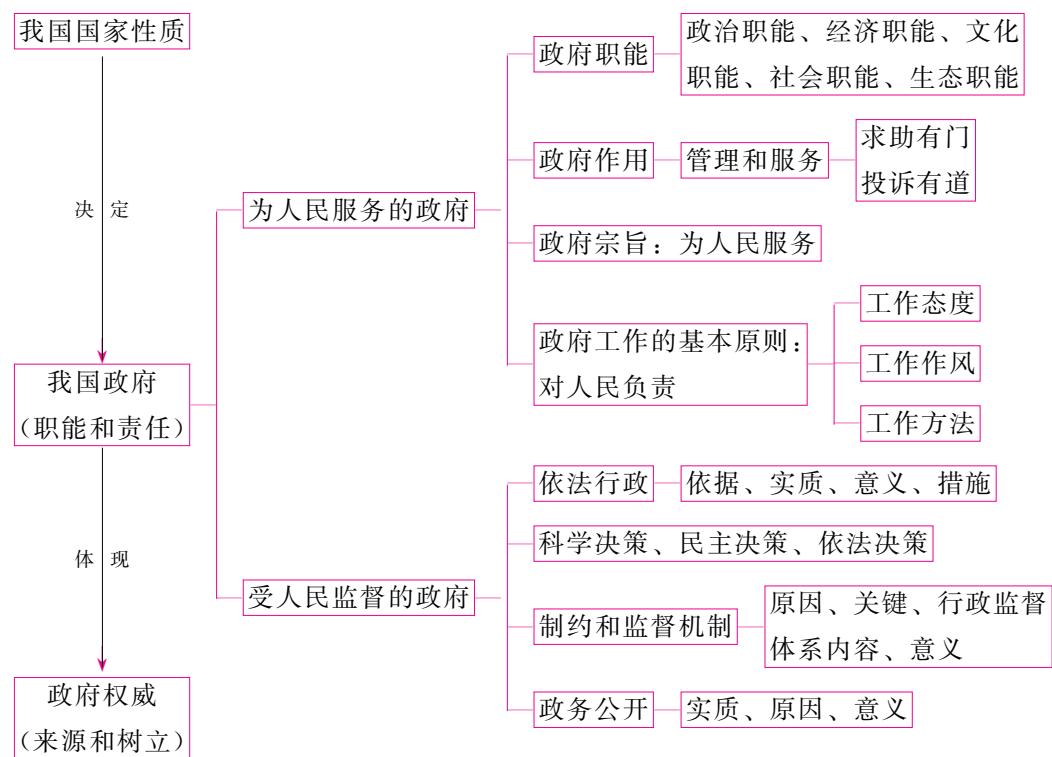 我国国家性质
决定
我国政府
（职能和责任）
体现
政府权威
（来源和树立）
为人民服务的政府
政府职能
政治职能、经济职能、文化
职能、社会职能、生态职能
政府作用
管理和服务
求助有门
投诉有道
政府宗旨：为人民服务
政府工作的基本原则：
对人民负责
工作态度
工作作风
工作方法
受人民监督的政府
依法行政
依据、实质、意义、措施
科学决策、民主决策、依法决策
制约和监督机制
原因、关键、行政监督
体系内容、意义
政务公开
实质、原因、意义